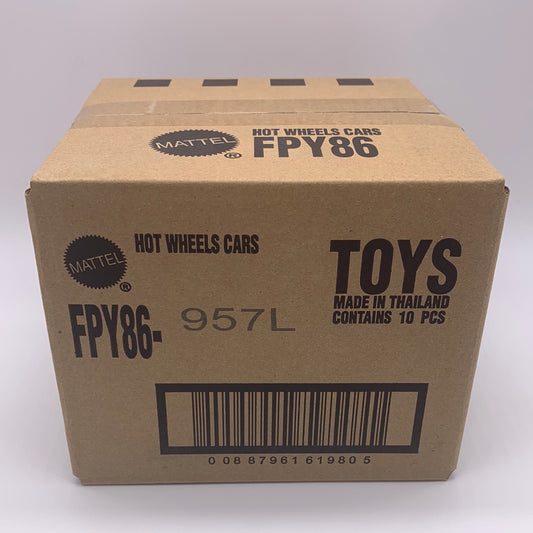 HOT WHEELS CARS
MATTEL ® FPY86
HOT WHEELS CARS
MATTEL ®
TOYS
MADE IN THAILAND
CONTAINS 10 PCS
FPY86- 957L
0 08 87961 61980 5